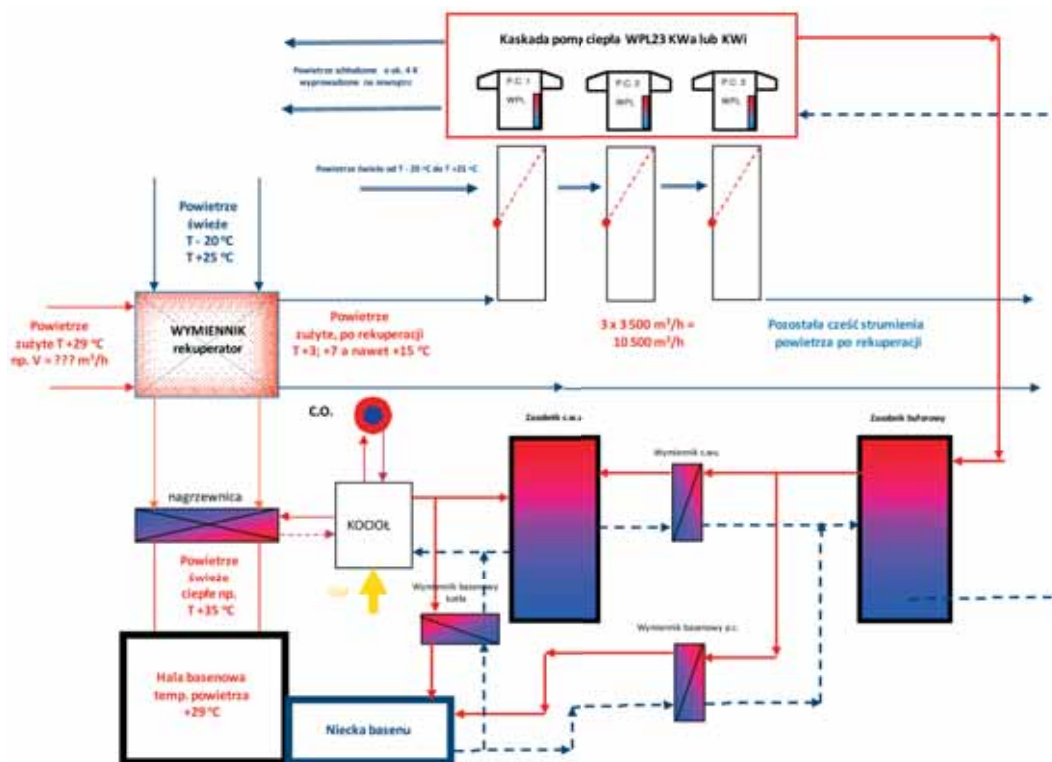 Kaskada pomp ciepła WPL23 KWa lub KWi
P.C. 1
WPL
P.C. 2
WPL
P.C. 3
WPL
Powietrze schłodzone o ok. 4 K
wyprowadzone na zewnątrz
Powietrze świeże od T - 20 °C do T +25 °C
Powietrze
świeże
T - 20 °C
T +25 °C
WYMIENNIK
rekuperator
Powietrze
zużyte T +29 °C
np. V = ??? m³/h
Powietrze
zużyte, po rekuperacji
T +3; +7 a nawet +15 °C
3 x 3 500 m³/h =
10 500 m³/h
Pozostała cześć strumienia
powietrza po rekuperacji
C.O.
Zasobnik c.w.u
Wymiennik c.wu.
Zasobnik buforowy
nagrzewnica
KOCIOŁ
Powietrze
świeże
ciepłe np.
T +35 °C
Wymiennik basenowy
kotła
Wymiennik basenowy p.c.
Hala basenowa
temp. powietrza
+29 °C
Niecka basenu